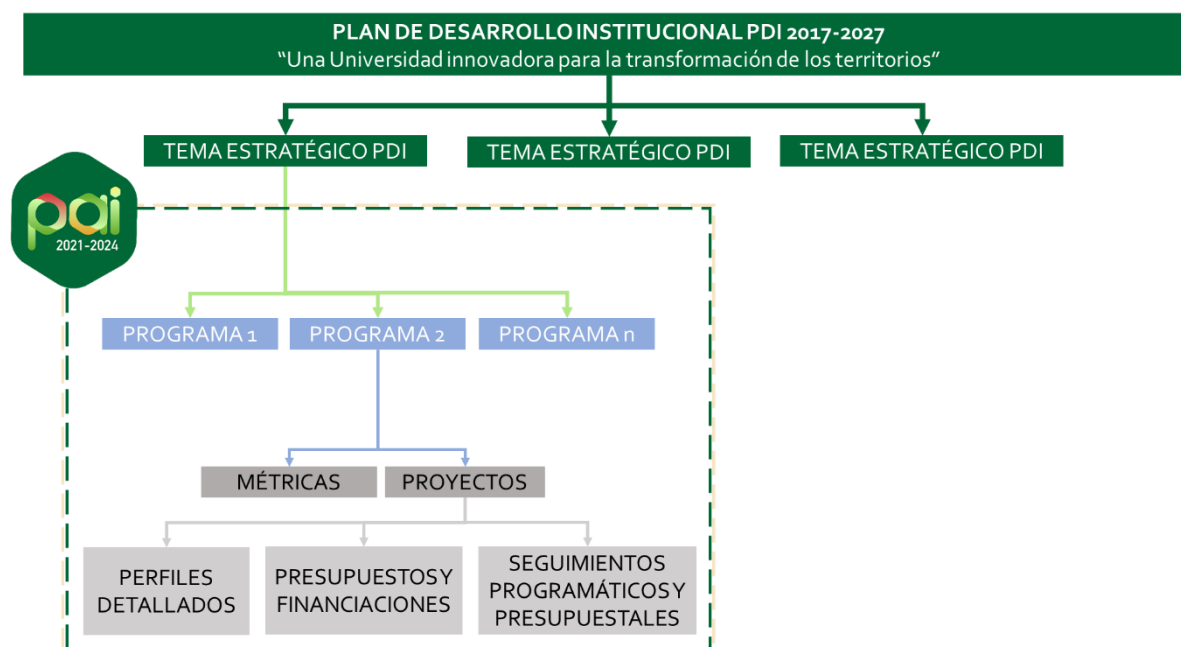 PLAN DE DESARROLLO INSTITUCIONAL PDI 2017-2027
“Una Universidad innovadora para la transformación de los territorios”
TEMA ESTRATÉGICO PDI
TEMA ESTRATÉGICO PDI
TEMA ESTRATÉGICO PDI
pai
2021-2024
PROGRAMA 1
PROGRAMA 2
PROGRAMA n
MÉTRICAS
PROYECTOS
PERFILES
DETALLADOS
PRESUPUESTOS Y
FINANCIACIONES
SEGUIMIENTOS
PROGRAMÁTICOS Y
PRESUPUESTALES